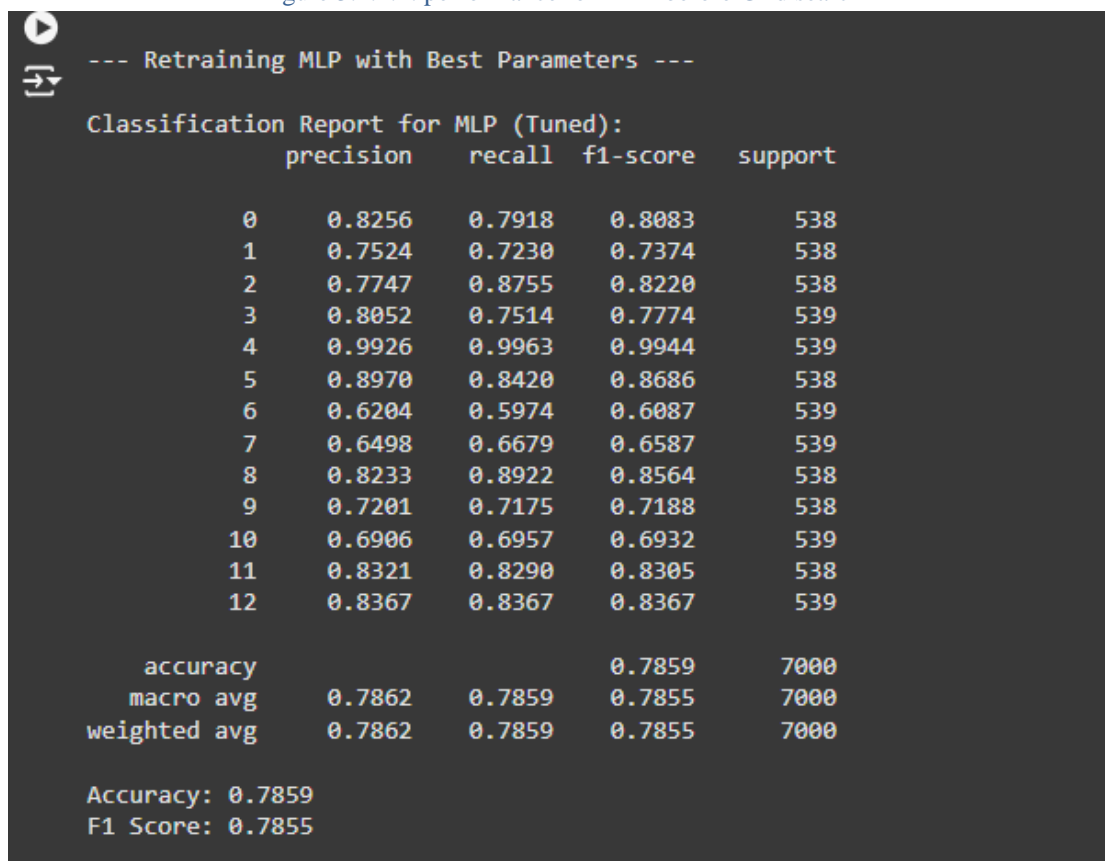 --- Retraining MLP with Best Parameters ---
Classification Report for MLP (Tuned):
precision recall f1-score support
0 0.8256 0.7918 0.8083 538
1 0.7524 0.7230 0.7374 538
2 0.7747 0.8755 0.8220 538
3 0.8052 0.7514 0.7774 539
4 0.9926 0.9963 0.9944 539
5 0.8970 0.8420 0.8686 538
6 0.6204 0.5974 0.6087 539
7 0.6498 0.6679 0.6587 539
8 0.8233 0.8922 0.8564 538
9 0.7201 0.7175 0.7188 538
10 0.6906 0.6957 0.6932 539
11 0.8321 0.8290 0.8305 538
12 0.8367 0.8367 0.8367 539
accuracy 0.7859 7000
macro avg 0.7862 0.7859 0.7855 7000
weighted avg 0.7862 0.7859 0.7855 7000
Accuracy: 0.7859
F1 Score: 0.7855